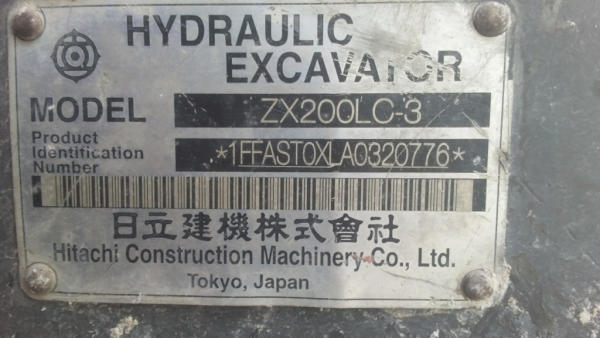 HYDRAULIC
EXCAVATOR
MODEL ZX200LC-3
Product
Identification
Number *1FFAST0XLA0320776*
日立建機株式會社
Hitachi Construction Machinery Co., Ltd.
Tokyo, Japan